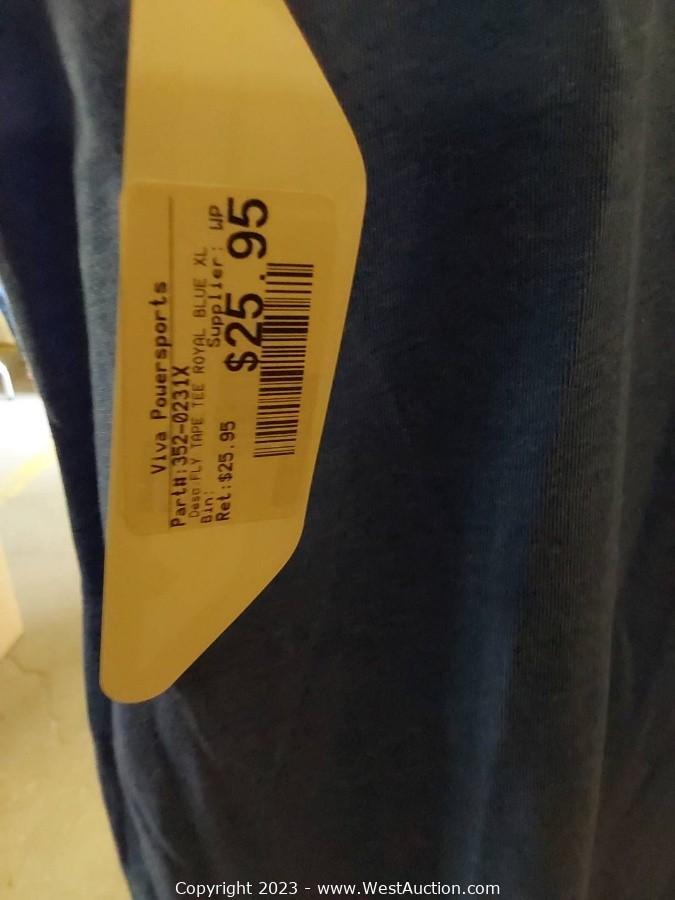 Viva Powersports
Part#:352-0231X
Desc:FLY TAPE TEE ROYAL BLUE XL
Bin: Supplier: WP
Ret:$25.95 $25.95
Copyright 2023 - www.WestAuction.com